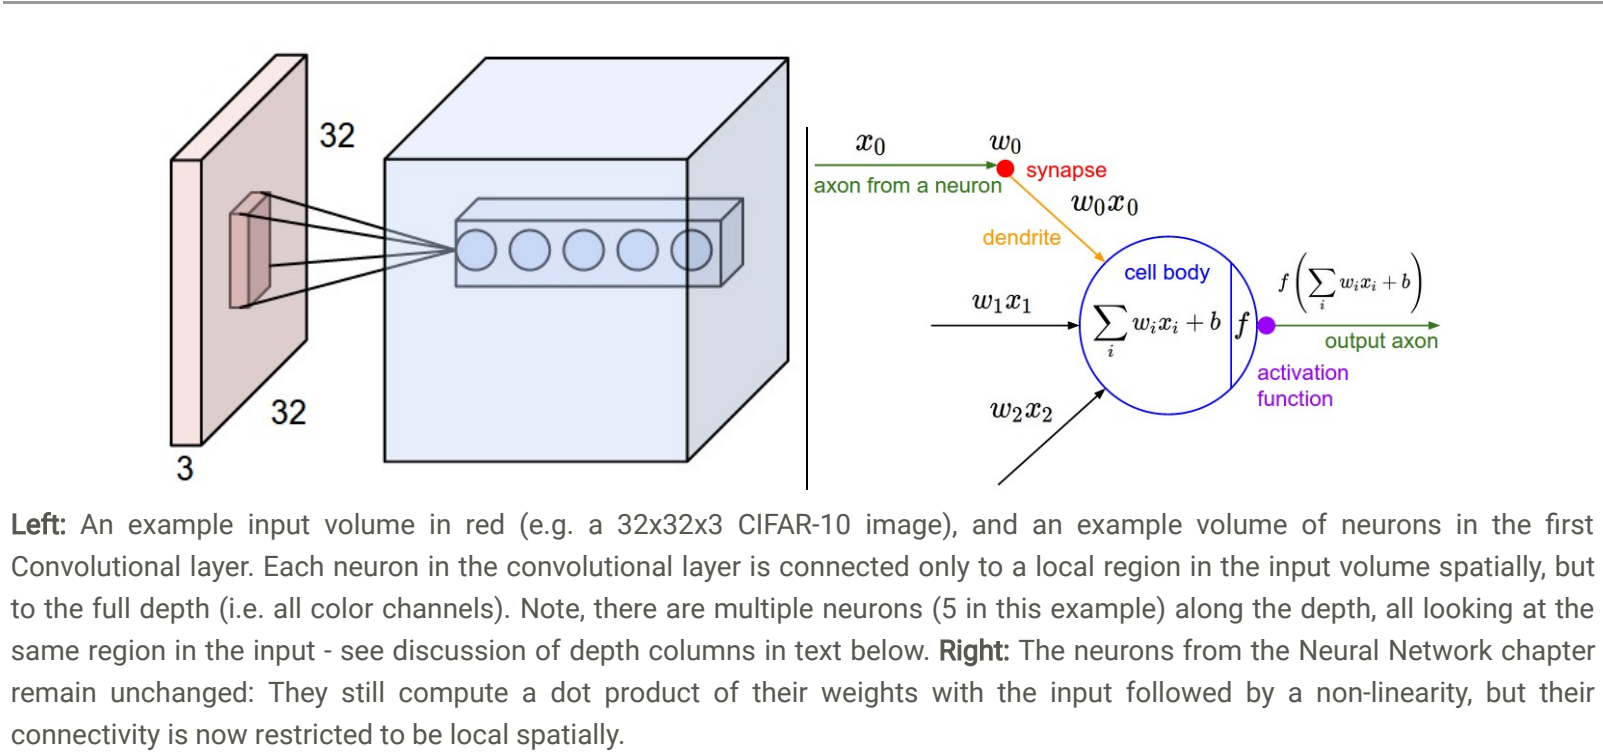 32
32
3
x₀
w₀
axon from a neuron
synapse
w₀x₀
dendrite
cell body
w₁x₁
∑ᵢ wᵢxᵢ + b
f
f(∑ᵢ wᵢxᵢ + b)
output axon
activation
function
w₂x₂
Left: An example input volume in red (e.g. a 32x32x3 CIFAR-10 image), and an example volume of neurons in the first
Convolutional layer. Each neuron in the convolutional layer is connected only to a local region in the input volume spatially, but
to the full depth (i.e. all color channels). Note, there are multiple neurons (5 in this example) along the depth, all looking at the
same region in the input - see discussion of depth columns in text below. Right: The neurons from the Neural Network chapter
remain unchanged: They still compute a dot product of their weights with the input followed by a non-linearity, but their
connectivity is now restricted to be local spatially.